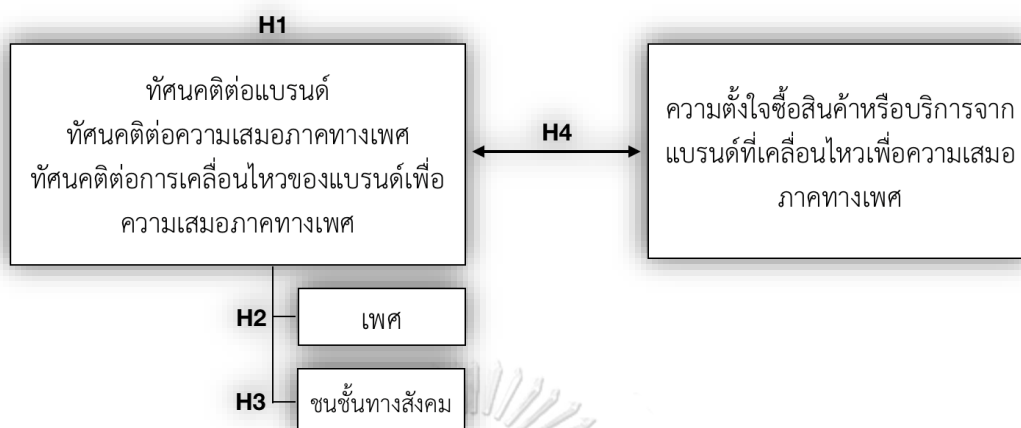 H1
ทัศนคติต่อแบรนด์
ทัศนคติต่อความเสมอภาคทางเพศ
ทัศนคติต่อการเคลื่อนไหวของแบรนด์เพื่อ
ความเสมอภาคทางเพศ
H4
ความตั้งใจซื้อสินค้าหรือบริการจาก
แบรนด์ที่เคลื่อนไหวเพื่อความเสมอ
ภาคทางเพศ
H2
เพศ
H3
ชนชั้นทางสังคม